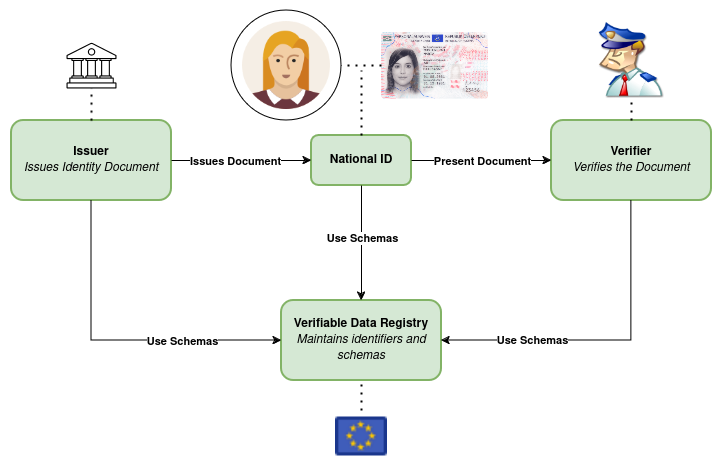 Issuer
Issues Identity Document
Issues Document
National ID
Present Document
Verifier
Verifies the Document
Use Schemas
Verifiable Data Registry
Maintains identifiers and
schemas
Use Schemas
Use Schemas